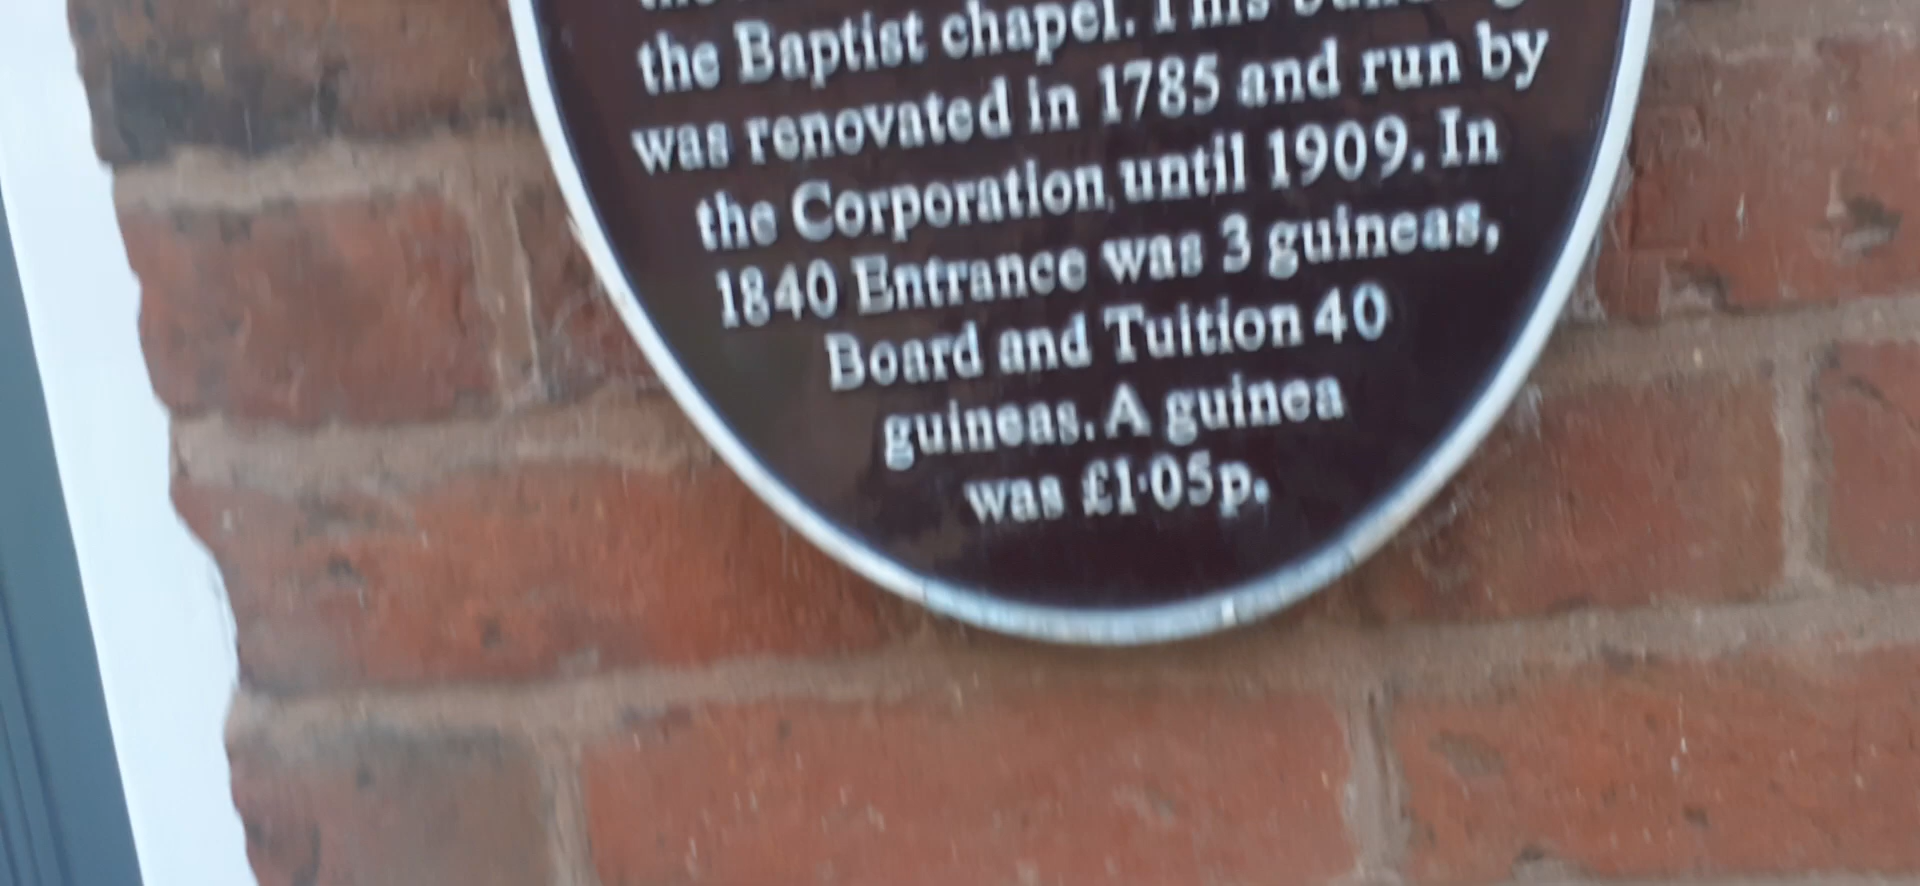 the Baptist chapel. This building
was renovated in 1785 and run by
the Corporation until 1909. In
1840 Entrance was 3 guineas,
Board and Tuition 40
guineas. A guinea
was £1·05p.